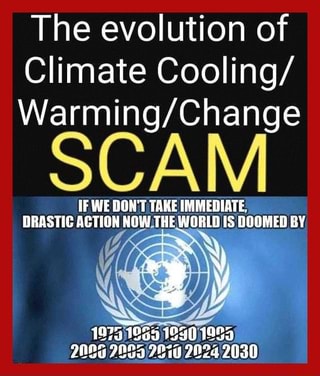 The evolution of
Climate Cooling/
Warming/Change
SCAM
IF WE DON'T TAKE IMMEDIATE,
DRASTIC ACTION NOW THE WORLD IS DOOMED BY
1975 1985 1990 1995
2000 2005 2010 2024 2030